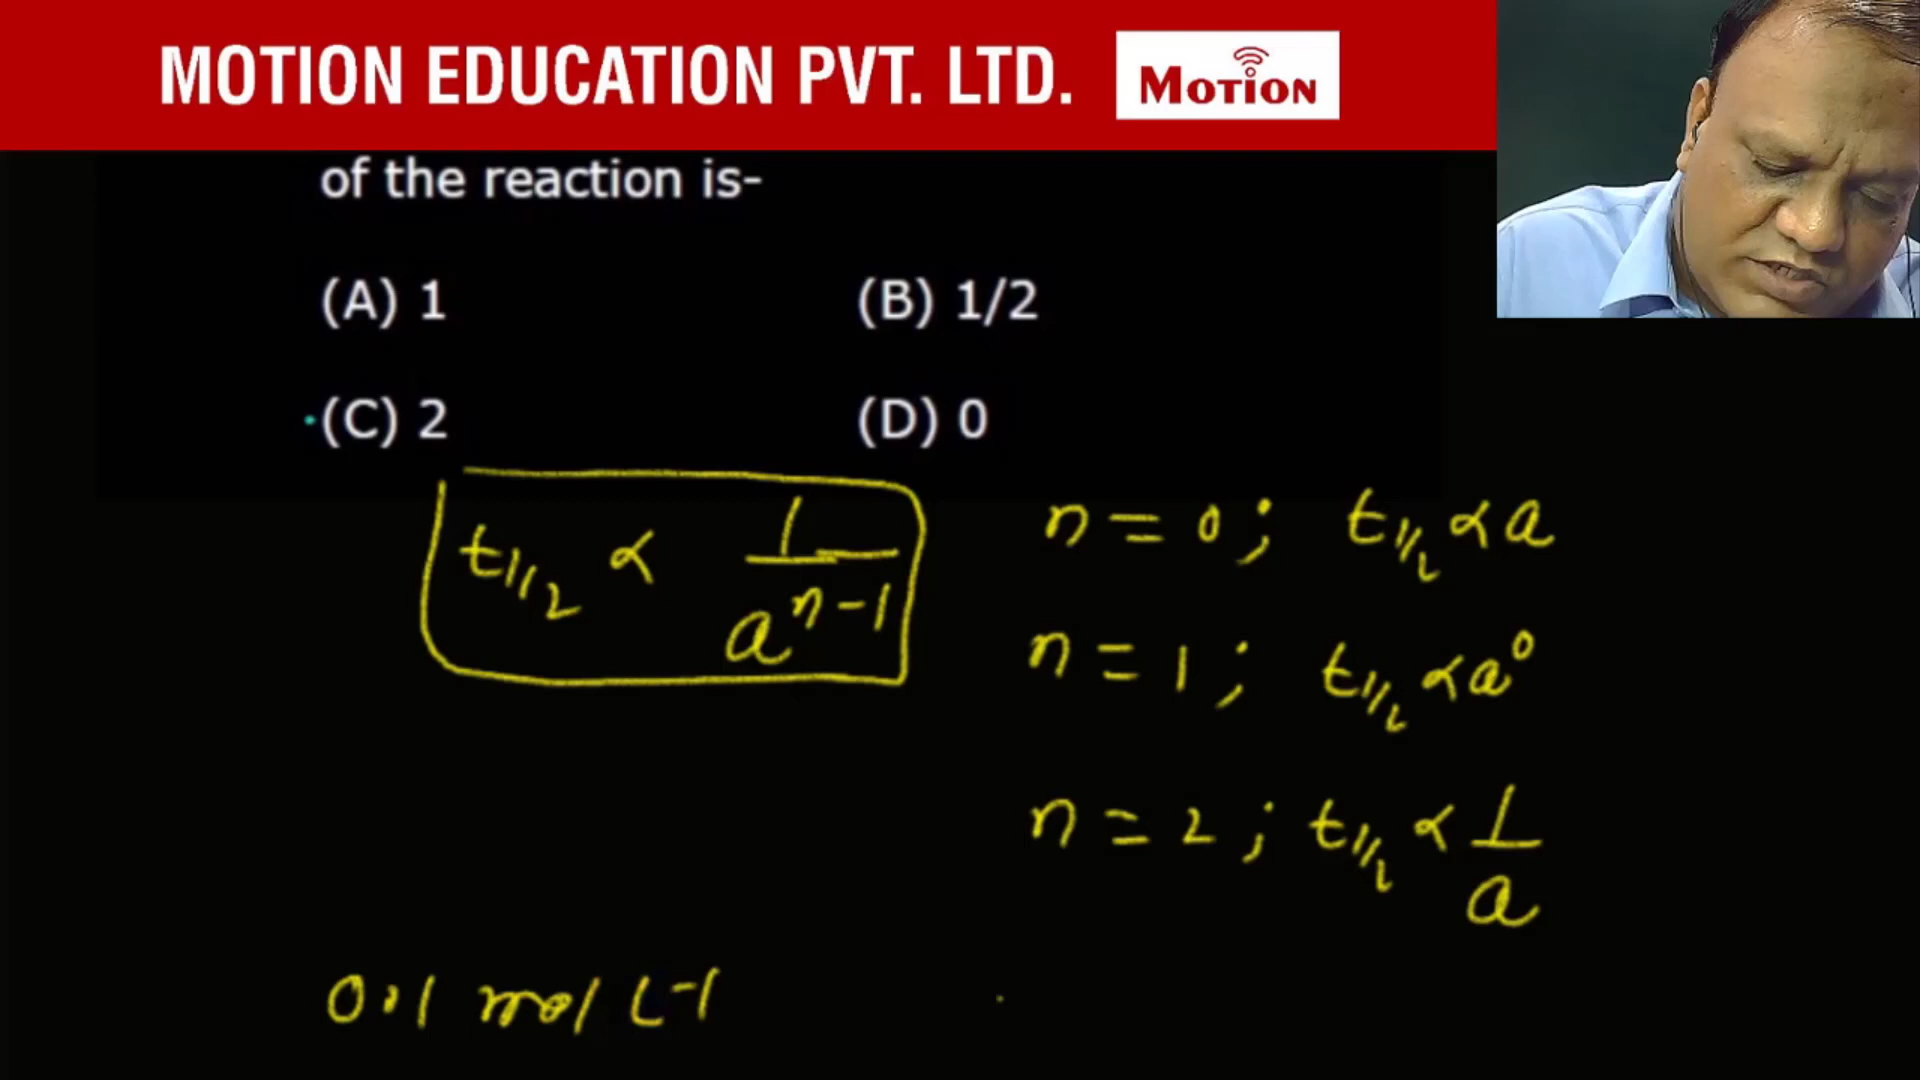 MOTION EDUCATION PVT. LTD.
MOTION
of the reaction is-
(A) 1
(B) 1/2
(C) 2
(D) 0
t1/2 ∝ 1/a^(n-1)
n = 0; t1/2 ∝ a
n = 1; t1/2 ∝ a^0
n = 2; t1/2 ∝ 1/a
0.1 mol L-1